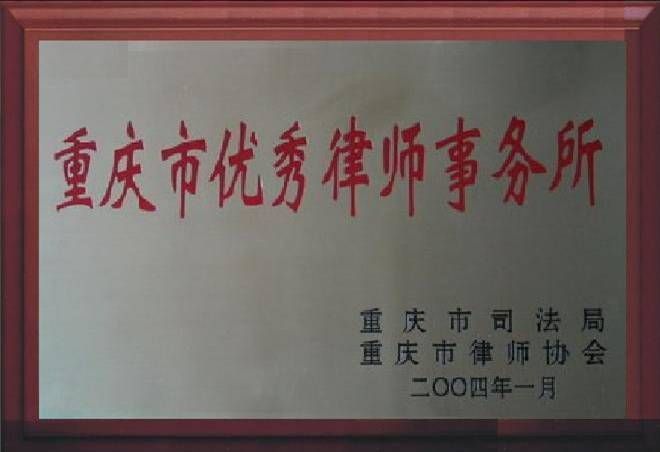 重庆市优秀律师事务所
重庆市司法局
重庆市律师协会
二〇〇四年一月